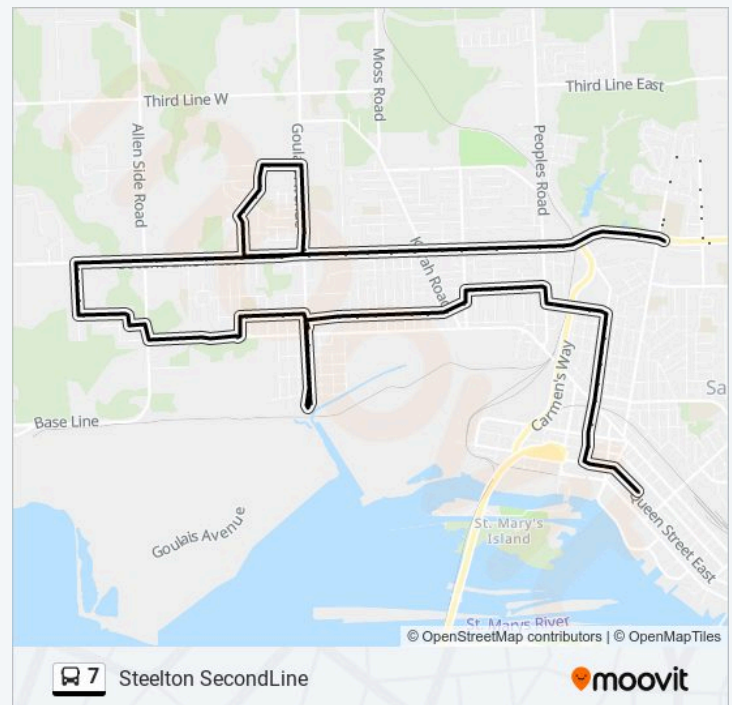 Third Line W
Moss Road
Third Line East
Allen Side Road
Peoples Road
Base Line
Carmen's Way
Goulais Avenue
St. Mary's
Island
Queen Street East
St. Marys River
© OpenStreetMap contributors | © OpenMapTiles
7 Steelton SecondLine
moovit